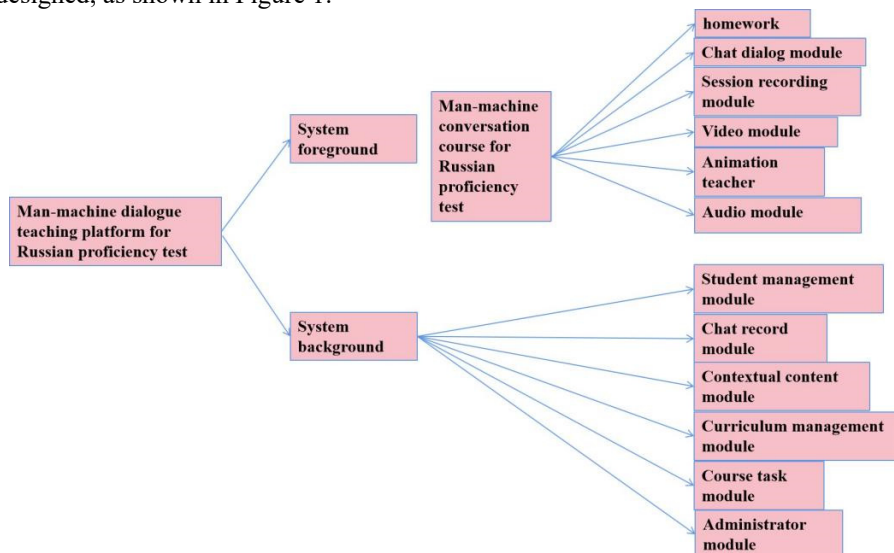 designed, as shown in Figure 1.
homework
Chat dialog module
Session recording
module
Video module
Animation
teacher
Audio module
Man-machine
conversation
course for
Russian
proficiency
test
System
foreground
Man-machine dialogue
teaching platform for
Russian proficiency test
System
background
Student management
module
Chat record
module
Contextual content
module
Curriculum management
module
Course task
module
Administrator
module